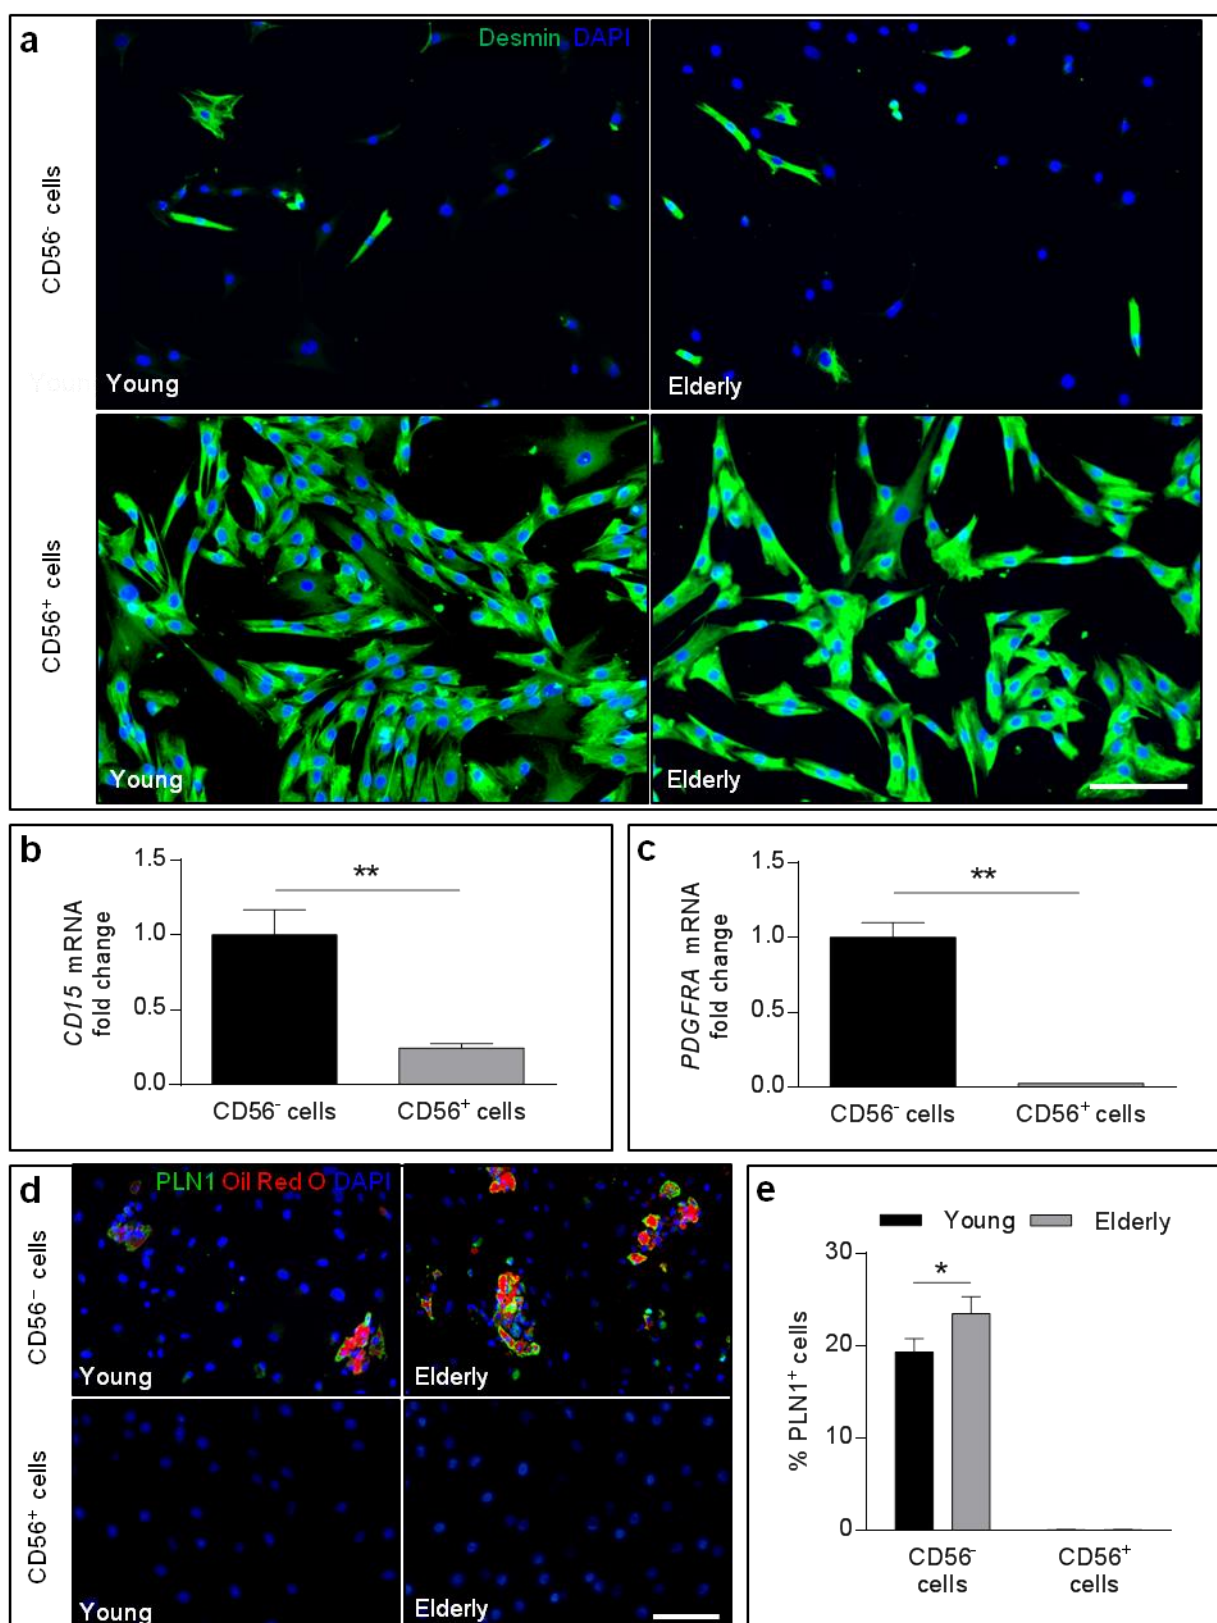 a
Desmin DAPI
CD56⁻ cells
Young
Elderly
CD56⁺ cells
Young
Elderly
b
CD15 mRNA
fold change
1.5
1.0
0.5
0.0
**
CD56⁻ cells
CD56⁺ cells
c
PDGFRA mRNA
fold change
1.5
1.0
0.5
0.0
**
CD56⁻ cells
CD56⁺ cells
d
PLN1 Oil Red O DAPI
CD56⁻ cells
Young
Elderly
CD56⁺ cells
Young
Elderly
e
Young
Elderly
% PLN1⁺ cells
30
20
10
0
*
CD56⁻
cells
CD56⁺
cells